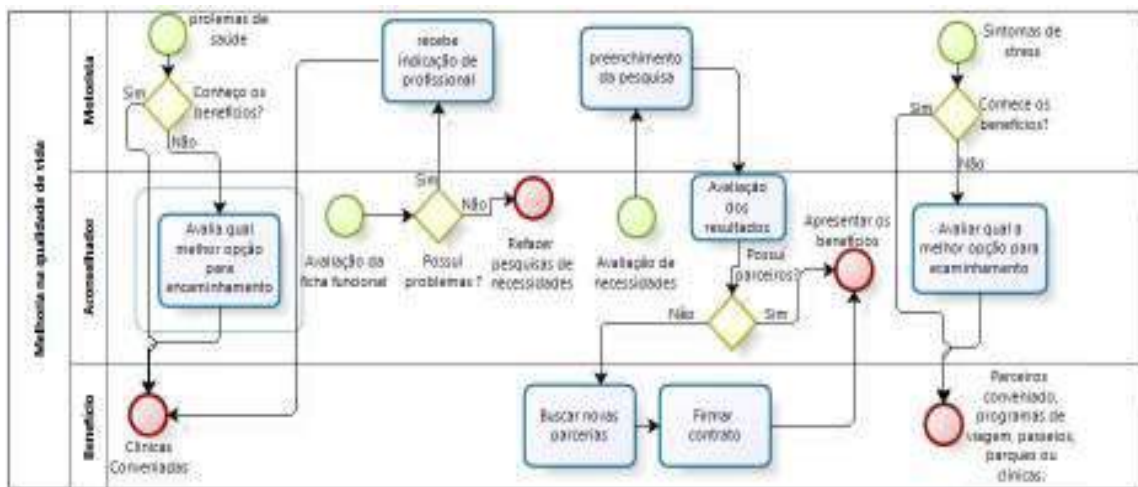 Melhoria na qualidade de vida
Motorista
prolemas de
saúde
Sim
Conheço os
benefícios?
Não
recebe
indicação de
profissional
preenchimento
da pesquisa
Sintomas de
stress
Sim
Conhece os
benefícios?
Não
Aconselhador
Avalia qual
melhor opção
para
encaminhamento
Avaliação da
ficha funcional
Sim
Não
Possui
problemas ?
Refazer
pesquisas de
necessidades
Avaliação de
necessidades
Avaliação
dos
resultados
Possui
parceiros?
Não
Sim
Apresentar os
benefícios
Avaliar qual a
melhor opção para
ecaminhamento
Benefício
Clínicas
Conveniadas
Buscar novas
parcerias
Firmar
contrato
Parceiros
conveniado,
programas de
viagem, passeios,
parques ou
clínicas.